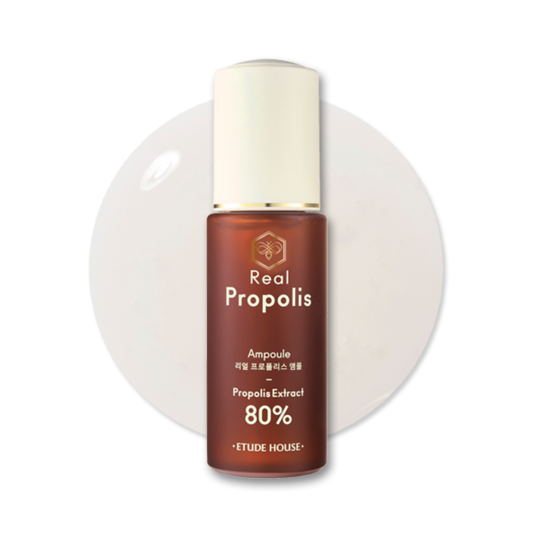 Real
Propolis
Ampoule
리얼 프로폴리스 앰플
Propolis Extract
80%
·ETUDE HOUSE·